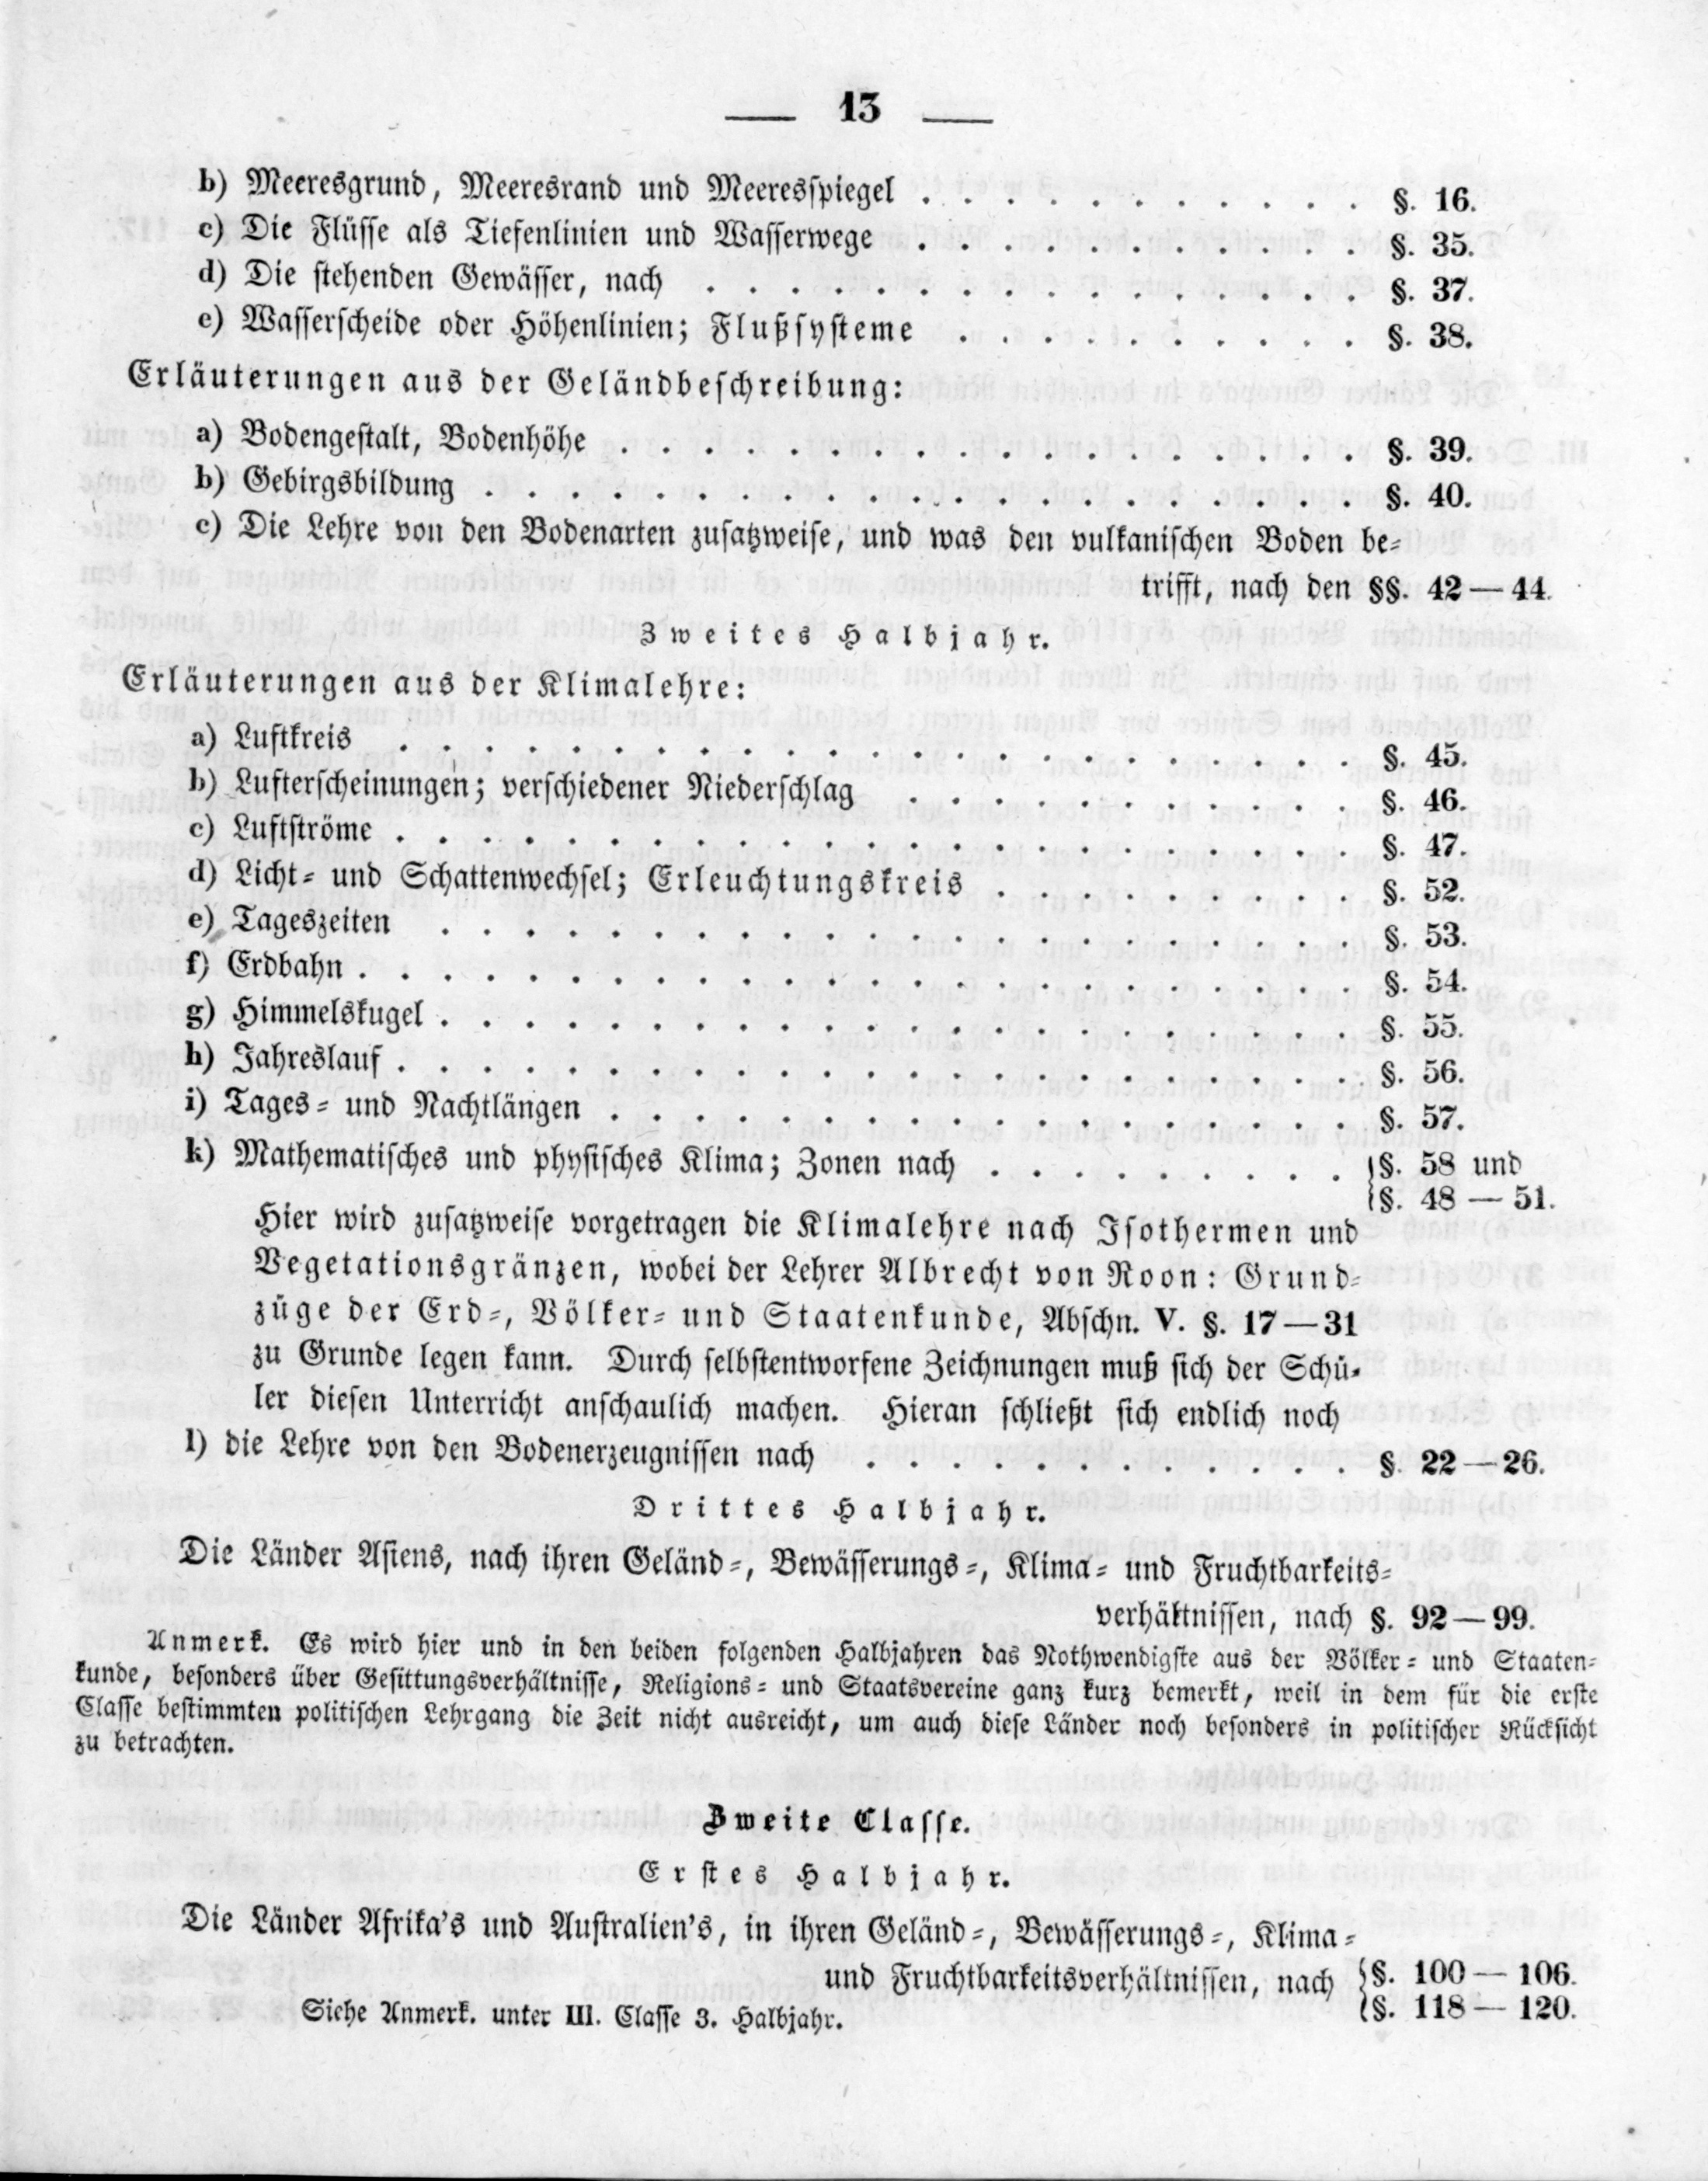 — 13 —
b) Meeresgrund, Meeresrand und Meeresspiegel . . . . . . . . . . . §. 16.
c) Die Flüsse als Tiefenlinien und Wasserwege . . . . . . . . . . . §. 35.
d) Die stehenden Gewässer, nach . . . . . . . . . . . . . . . . §. 37.
e) Wasserscheide oder Höhenlinien; Flußsysteme . . . . . . . . . . §. 38.
Erläuterungen aus der Geländbeschreibung:
a) Bodengestalt, Bodenhöhe . . . . . . . . . . . . . . . . . . §. 39.
b) Gebirgsbildung . . . . . . . . . . . . . . . . . . . . . §. 40.
c) Die Lehre von den Bodenarten zusatzweise, und was den vulkanischen Boden be-
trifft, nach den §§. 42 — 44.
Zweites Halbjahr.
Erläuterungen aus der Klimalehre:
a) Luftkreis . . . . . . . . . . . . . . . . . . . . . . . §. 45.
b) Lufterscheinungen; verschiedener Niederschlag . . . . . . . . . . . §. 46.
c) Luftströme . . . . . . . . . . . . . . . . . . . . . . . §. 47.
d) Licht- und Schattenwechsel; Erleuchtungskreis . . . . . . . . . §. 52.
e) Tageszeiten . . . . . . . . . . . . . . . . . . . . . . §. 53.
f) Erdbahn . . . . . . . . . . . . . . . . . . . . . . . . §. 54.
g) Himmelskugel . . . . . . . . . . . . . . . . . . . . . . §. 55.
h) Jahreslauf . . . . . . . . . . . . . . . . . . . . . . . §. 56.
i) Tages- und Nachtlängen . . . . . . . . . . . . . . . . . . §. 57.
k) Mathematisches und physisches Klima; Zonen nach . . . . . . . . . {§. 58 und
{§. 48 — 51.
Hier wird zusatzweise vorgetragen die Klimalehre nach Isothermen und
Vegetationsgränzen, wobei der Lehrer Albrecht von Roon: Grund-
züge der Erd-, Völker- und Staatenkunde, Abschn. V. §. 17 — 31
zu Grunde legen kann. Durch selbstentworfene Zeichnungen muß sich der Schü-
ler diesen Unterricht anschaulich machen. Hieran schließt sich endlich noch
l) die Lehre von den Bodenerzeugnissen nach . . . . . . . . . . . . §. 22 — 26.
Drittes Halbjahr.
Die Länder Asiens, nach ihren Geländ-, Bewässerungs-, Klima- und Fruchtbarkeits-
verhältnissen, nach §. 92 — 99.
Anmerk. Es wird hier und in den beiden folgenden Halbjahren das Nothwendigste aus der Völker- und Staaten-
kunde, besonders über Gesittungsverhältnisse, Religions- und Staatsvereine ganz kurz bemerkt, weil in dem für die erste
Classe bestimmten politischen Lehrgang die Zeit nicht ausreicht, um auch diese Länder noch besonders in politischer Rücksicht
zu betrachten.
Zweite Classe.
Erstes Halbjahr.
Die Länder Afrika's und Australien's, in ihren Geländ-, Bewässerungs-, Klima-
und Fruchtbarkeitsverhältnissen, nach {§. 100 — 106.
{§. 118 — 120.
Siehe Anmerk. unter III. Classe 3. Halbjahr.